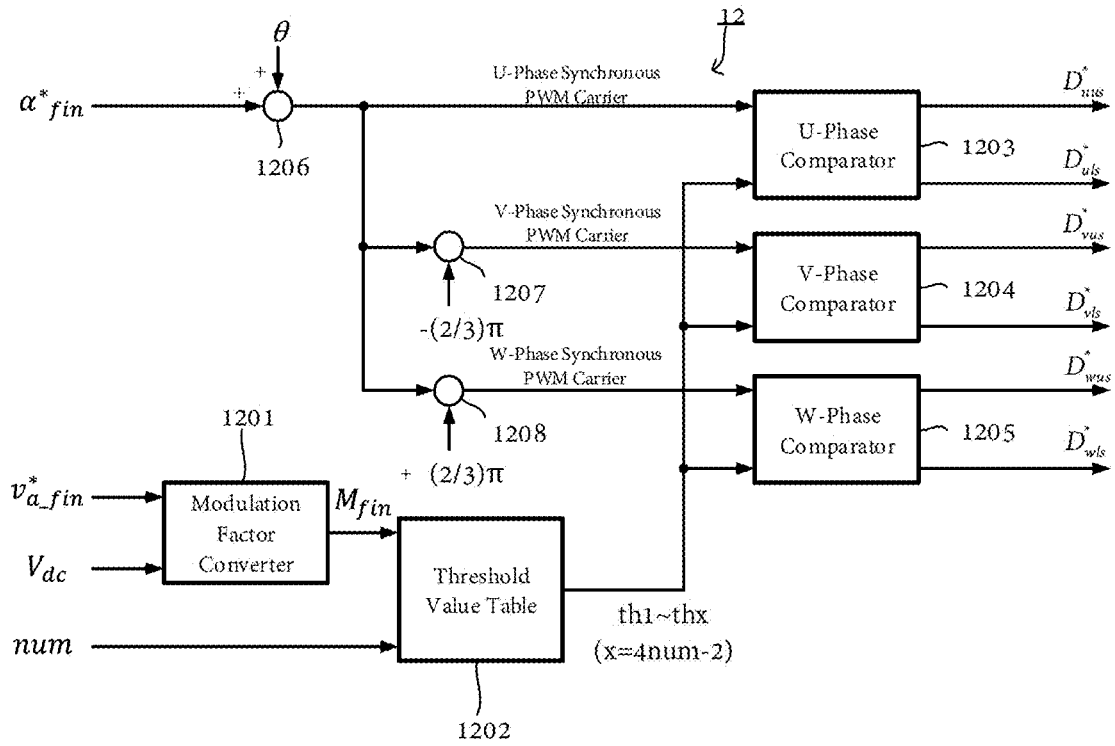 12
θ
+
+
α*fin
1206
U-Phase Synchronous
PWM Carrier
U-Phase
Comparator
1203
D*uus
D*uls
V-Phase Synchronous
PWM Carrier
1207
-(2/3)π
V-Phase
Comparator
1204
D*vus
D*vls
W-Phase Synchronous
PWM Carrier
1208
+ (2/3)π
W-Phase
Comparator
1205
D*wus
D*wls
1201
v*a_fin
Vdc
Modulation
Factor
Converter
Mfin
num
Threshold
Value Table
1202
th1~thx
(x=4num-2)